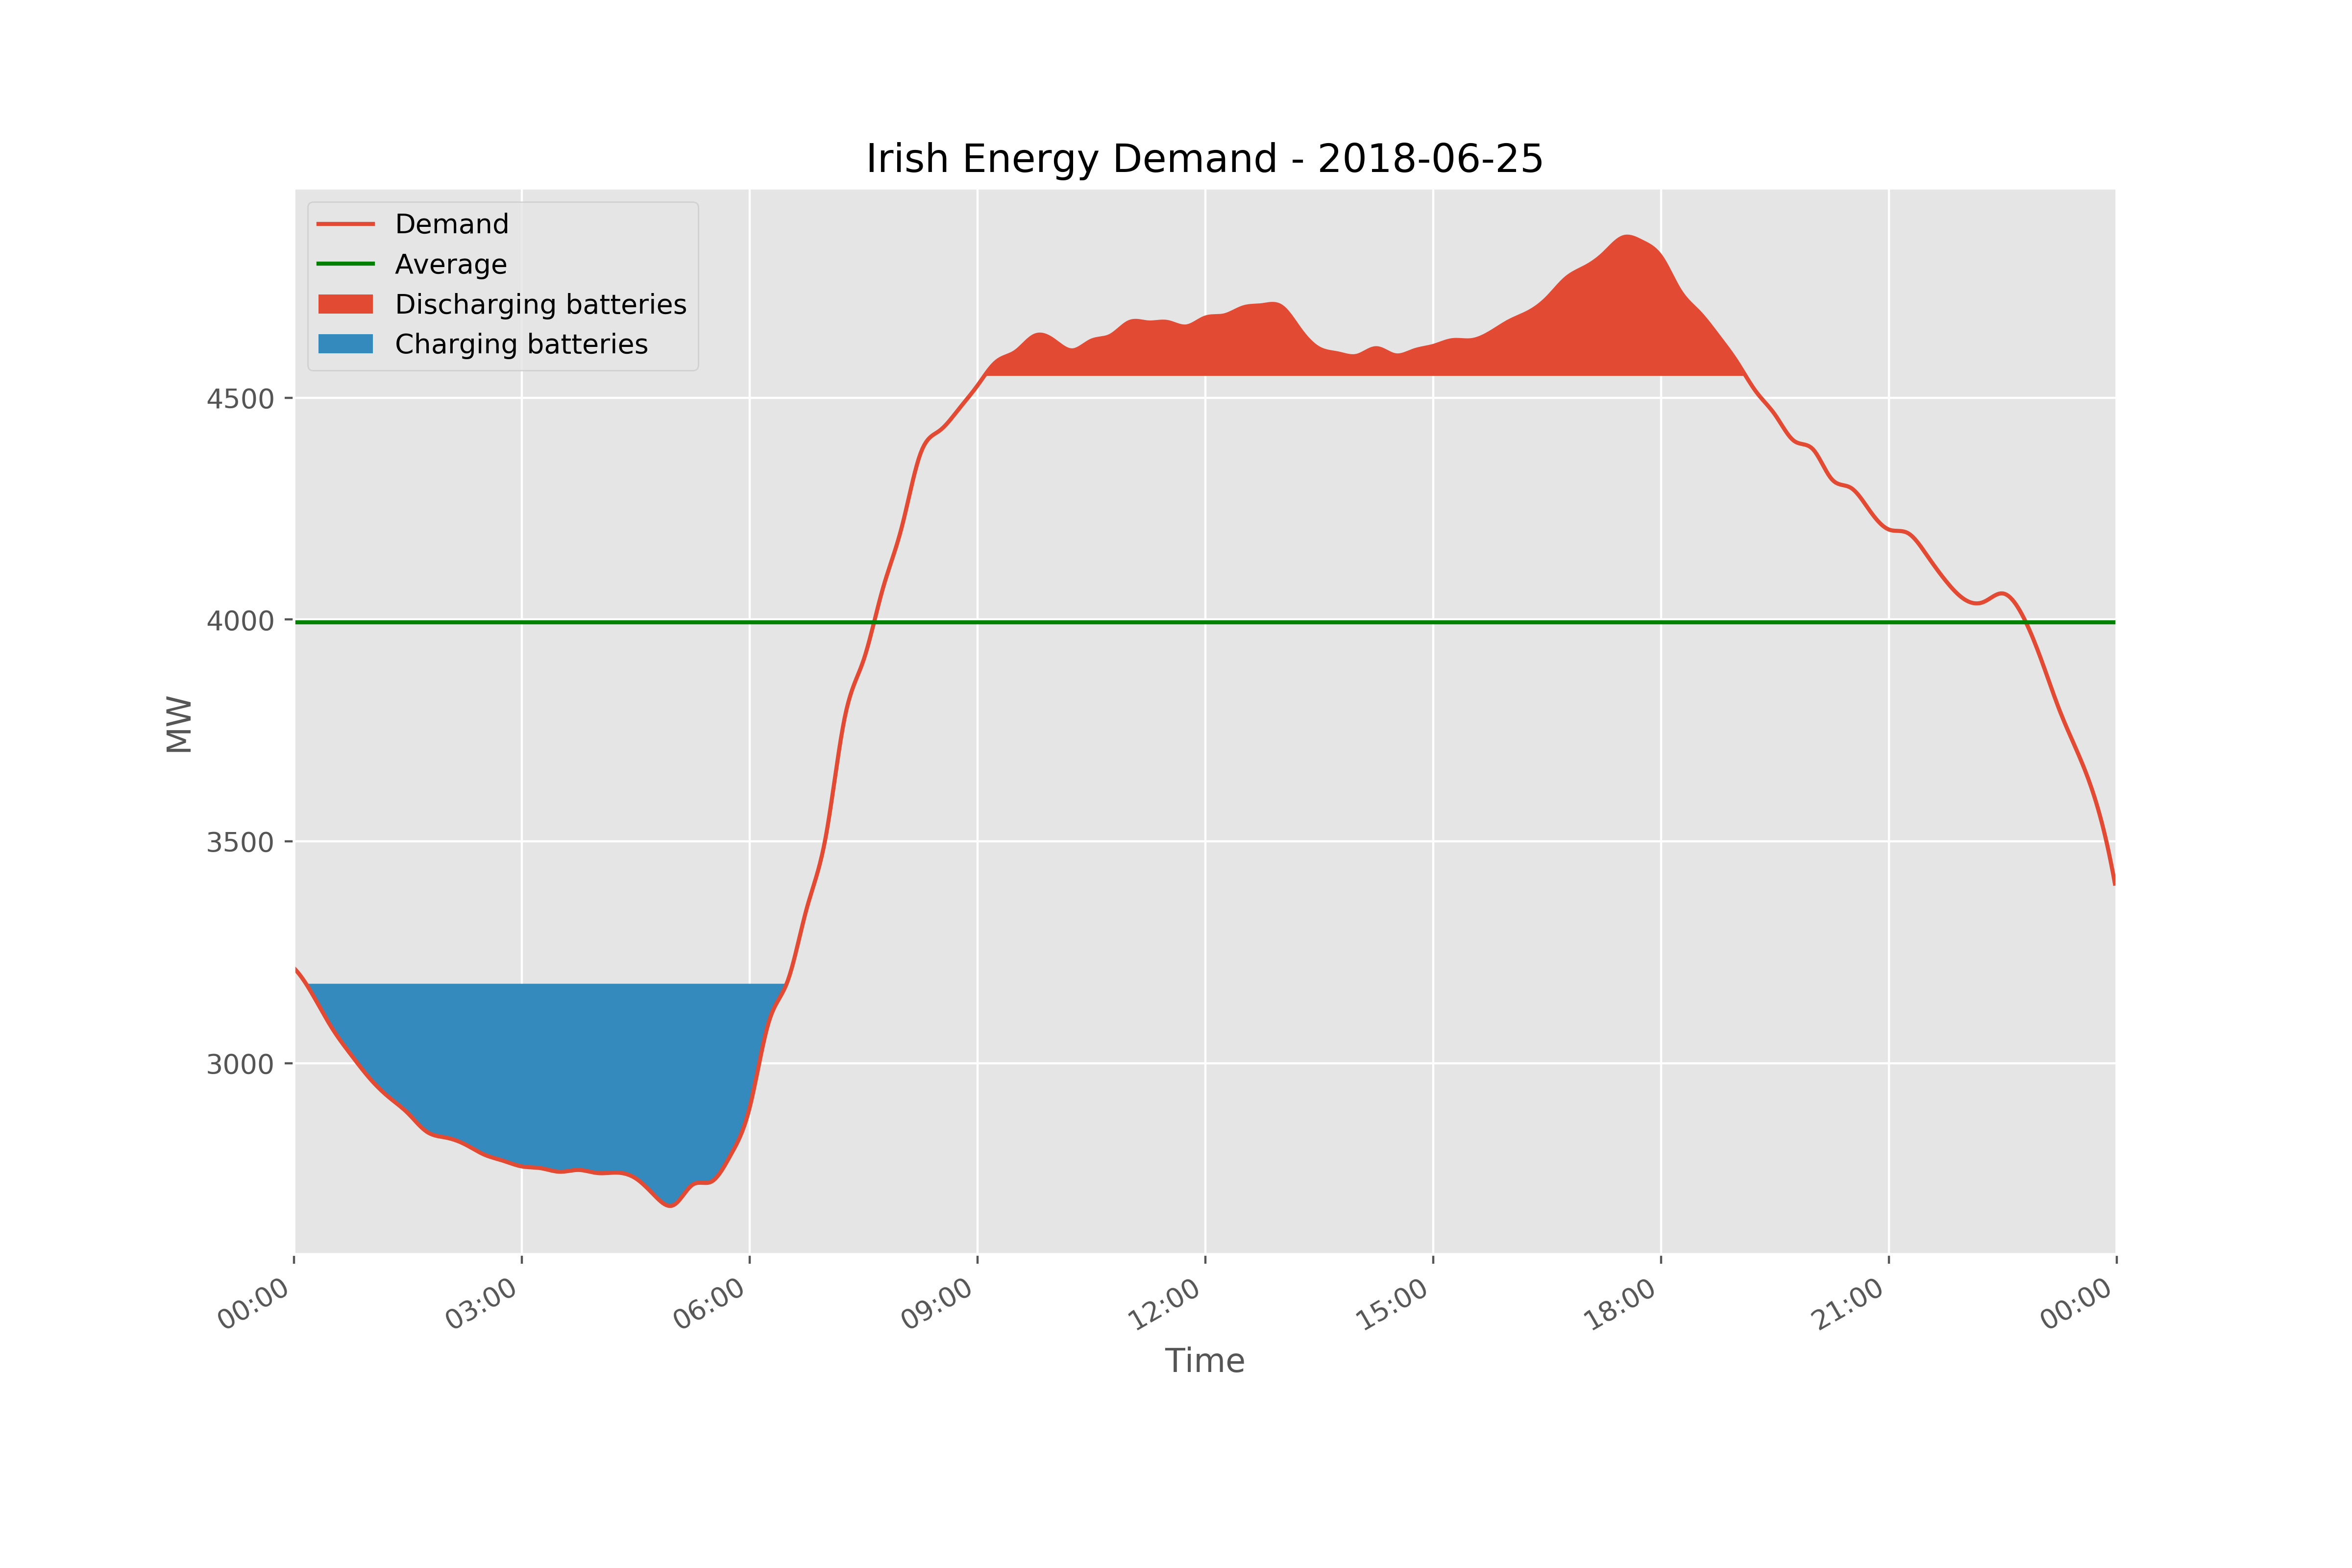 Irish Energy Demand - 2018-06-25
Demand
Average
Discharging batteries
Charging batteries
4500
4000
3500
3000
MW
00:00
03:00
06:00
09:00
12:00
15:00
18:00
21:00
00:00
Time